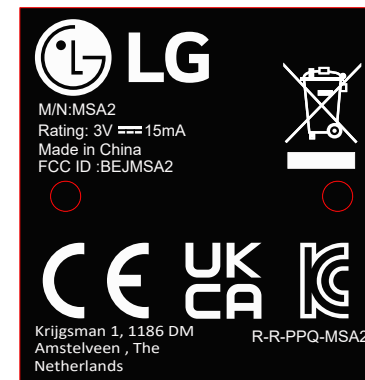 LG
M/N:MSA2
Rating: 3V ⎓ 15mA
Made in China
FCC ID :BEJMSA2
CE
UK
CA
KC
Krijgsman 1, 1186 DM
Amstelveen , The
Netherlands
R-R-PPQ-MSA2